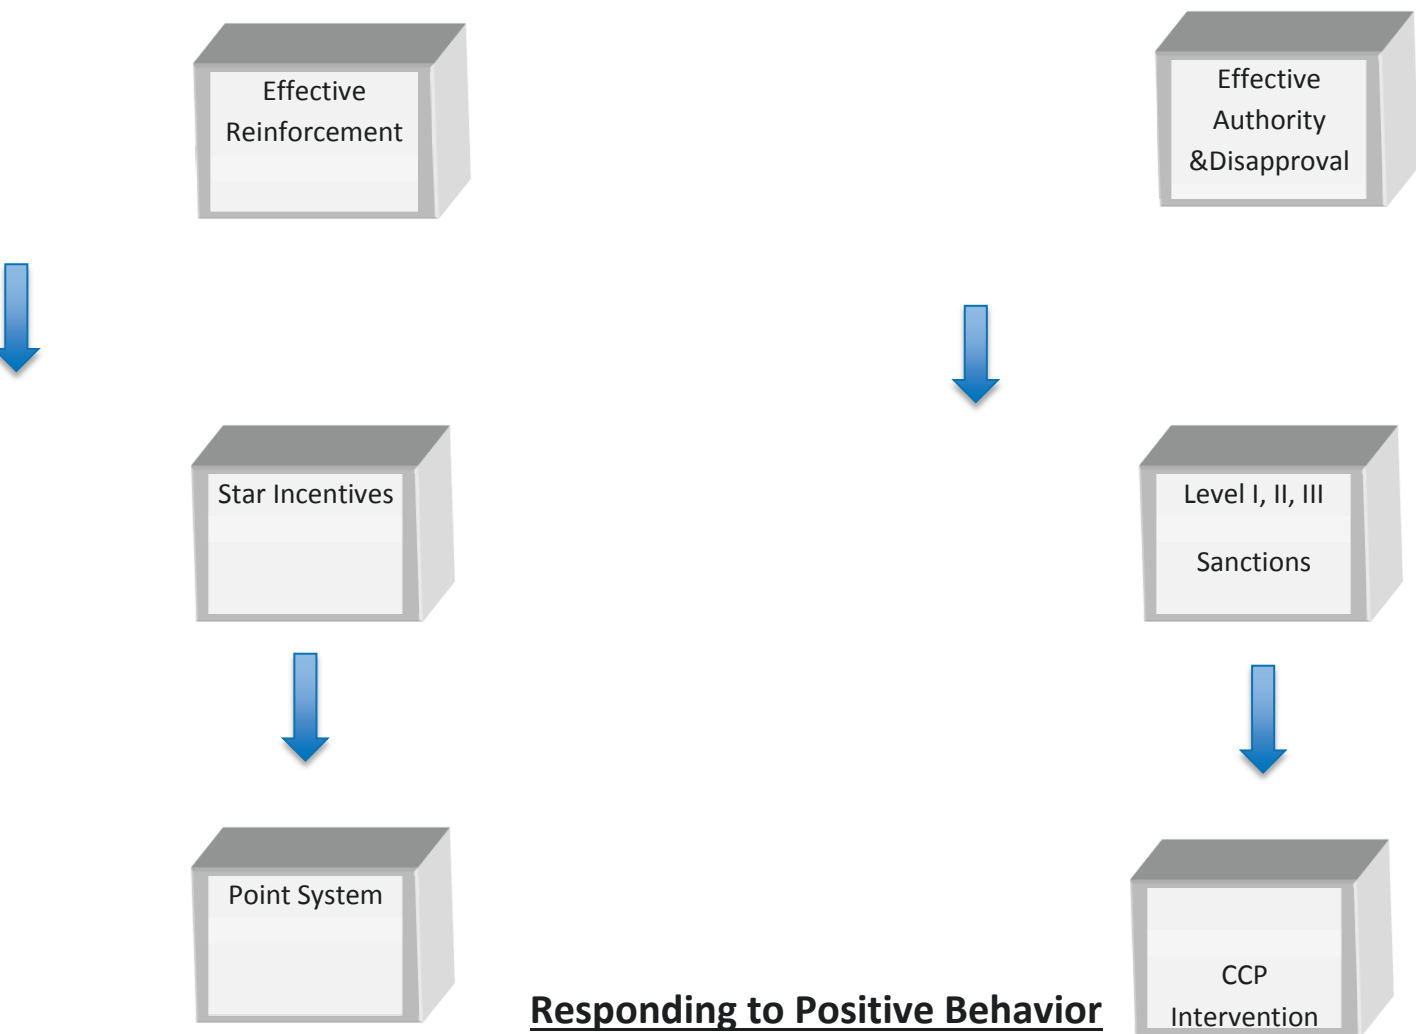 Effective
Reinforcement
Effective
Authority
&Disapproval
Star Incentives
Level I, II, III
Sanctions
Point System
CCP
Intervention
Responding to Positive Behavior